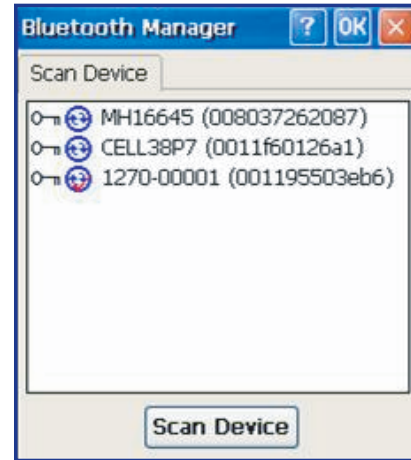 Bluetooth Manager ? OK ×
Scan Device
MH16645 (008037262087)
CELL38P7 (0011f60126a1)
1270-00001 (001195503eb6)
Scan Device